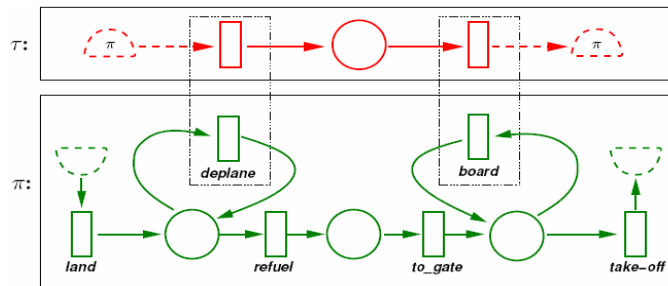 τ:
π
π
deplane
board
π:
land
refuel
to_gate
take-off